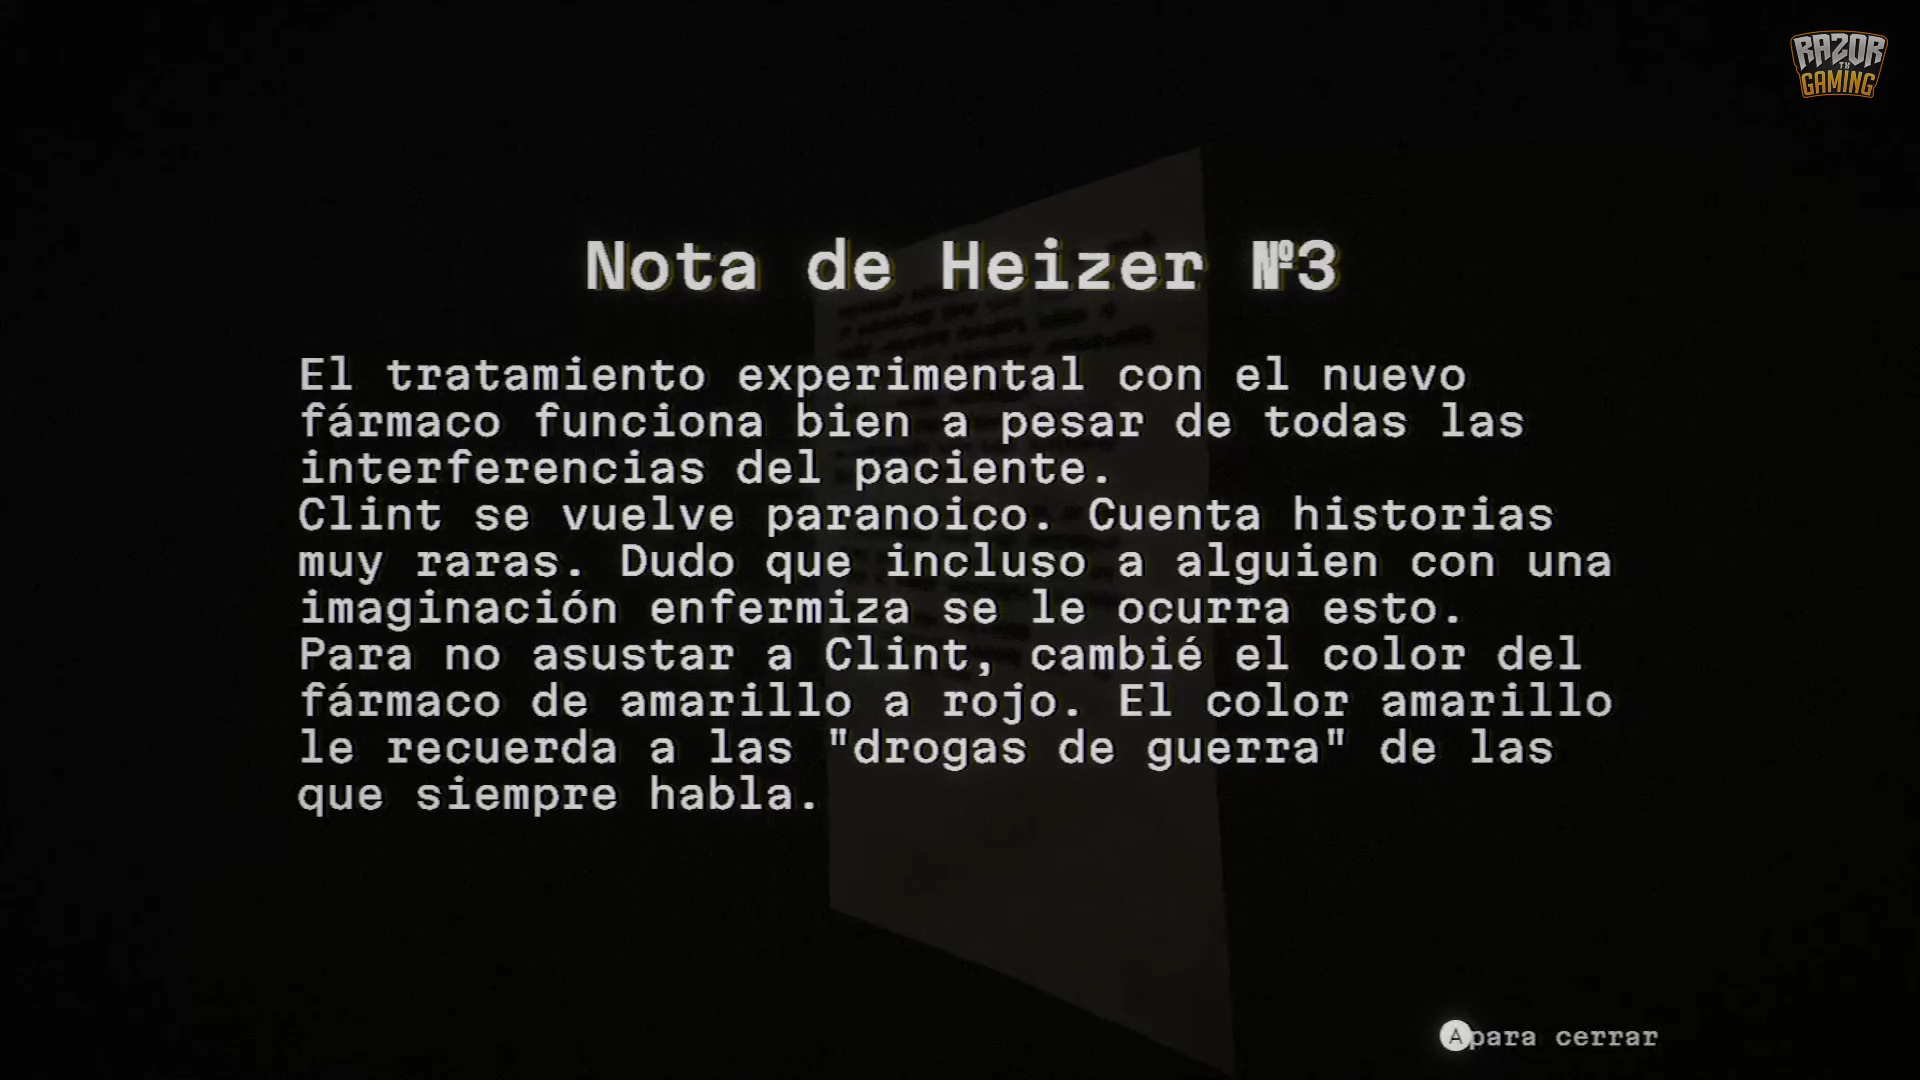 RAZOR
TX
GAMING
Nota de Heizer Nº3
El tratamiento experimental con el nuevo
fármaco funciona bien a pesar de todas las
interferencias del paciente.
Clint se vuelve paranoico. Cuenta historias
muy raras. Dudo que incluso a alguien con una
imaginación enfermiza se le ocurra esto.
Para no asustar a Clint, cambié el color del
fármaco de amarillo a rojo. El color amarillo
le recuerda a las "drogas de guerra" de las
que siempre habla.
A para cerrar